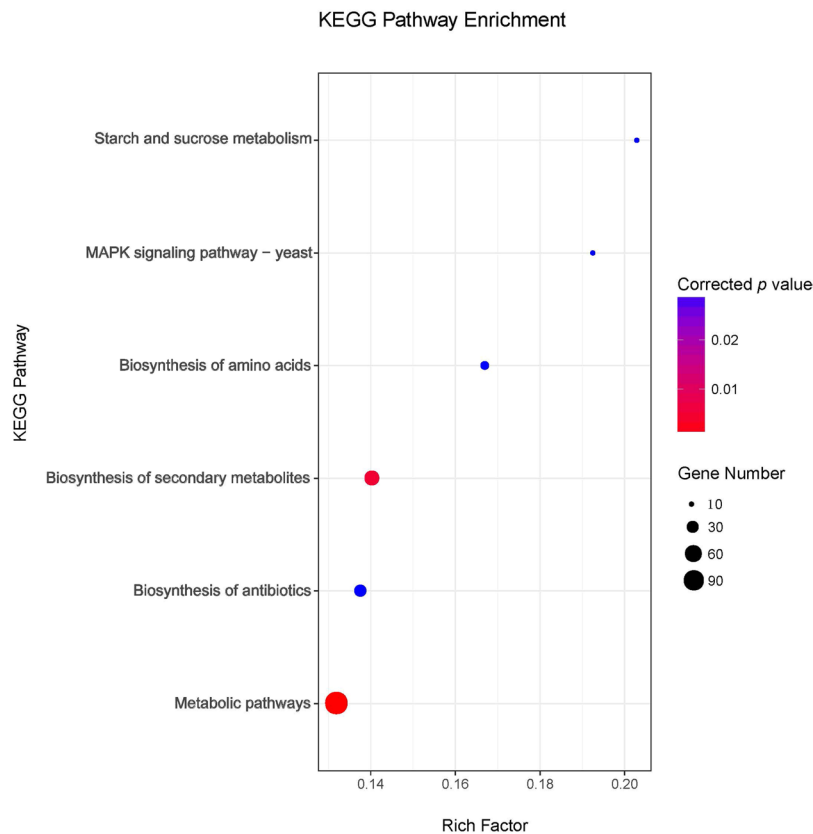 KEGG Pathway Enrichment
KEGG Pathway
Starch and sucrose metabolism
MAPK signaling pathway − yeast
Biosynthesis of amino acids
Biosynthesis of secondary metabolites
Biosynthesis of antibiotics
Metabolic pathways
0.14 0.16 0.18 0.20
Rich Factor
Corrected p value
0.02
0.01
Gene Number
10
30
60
90